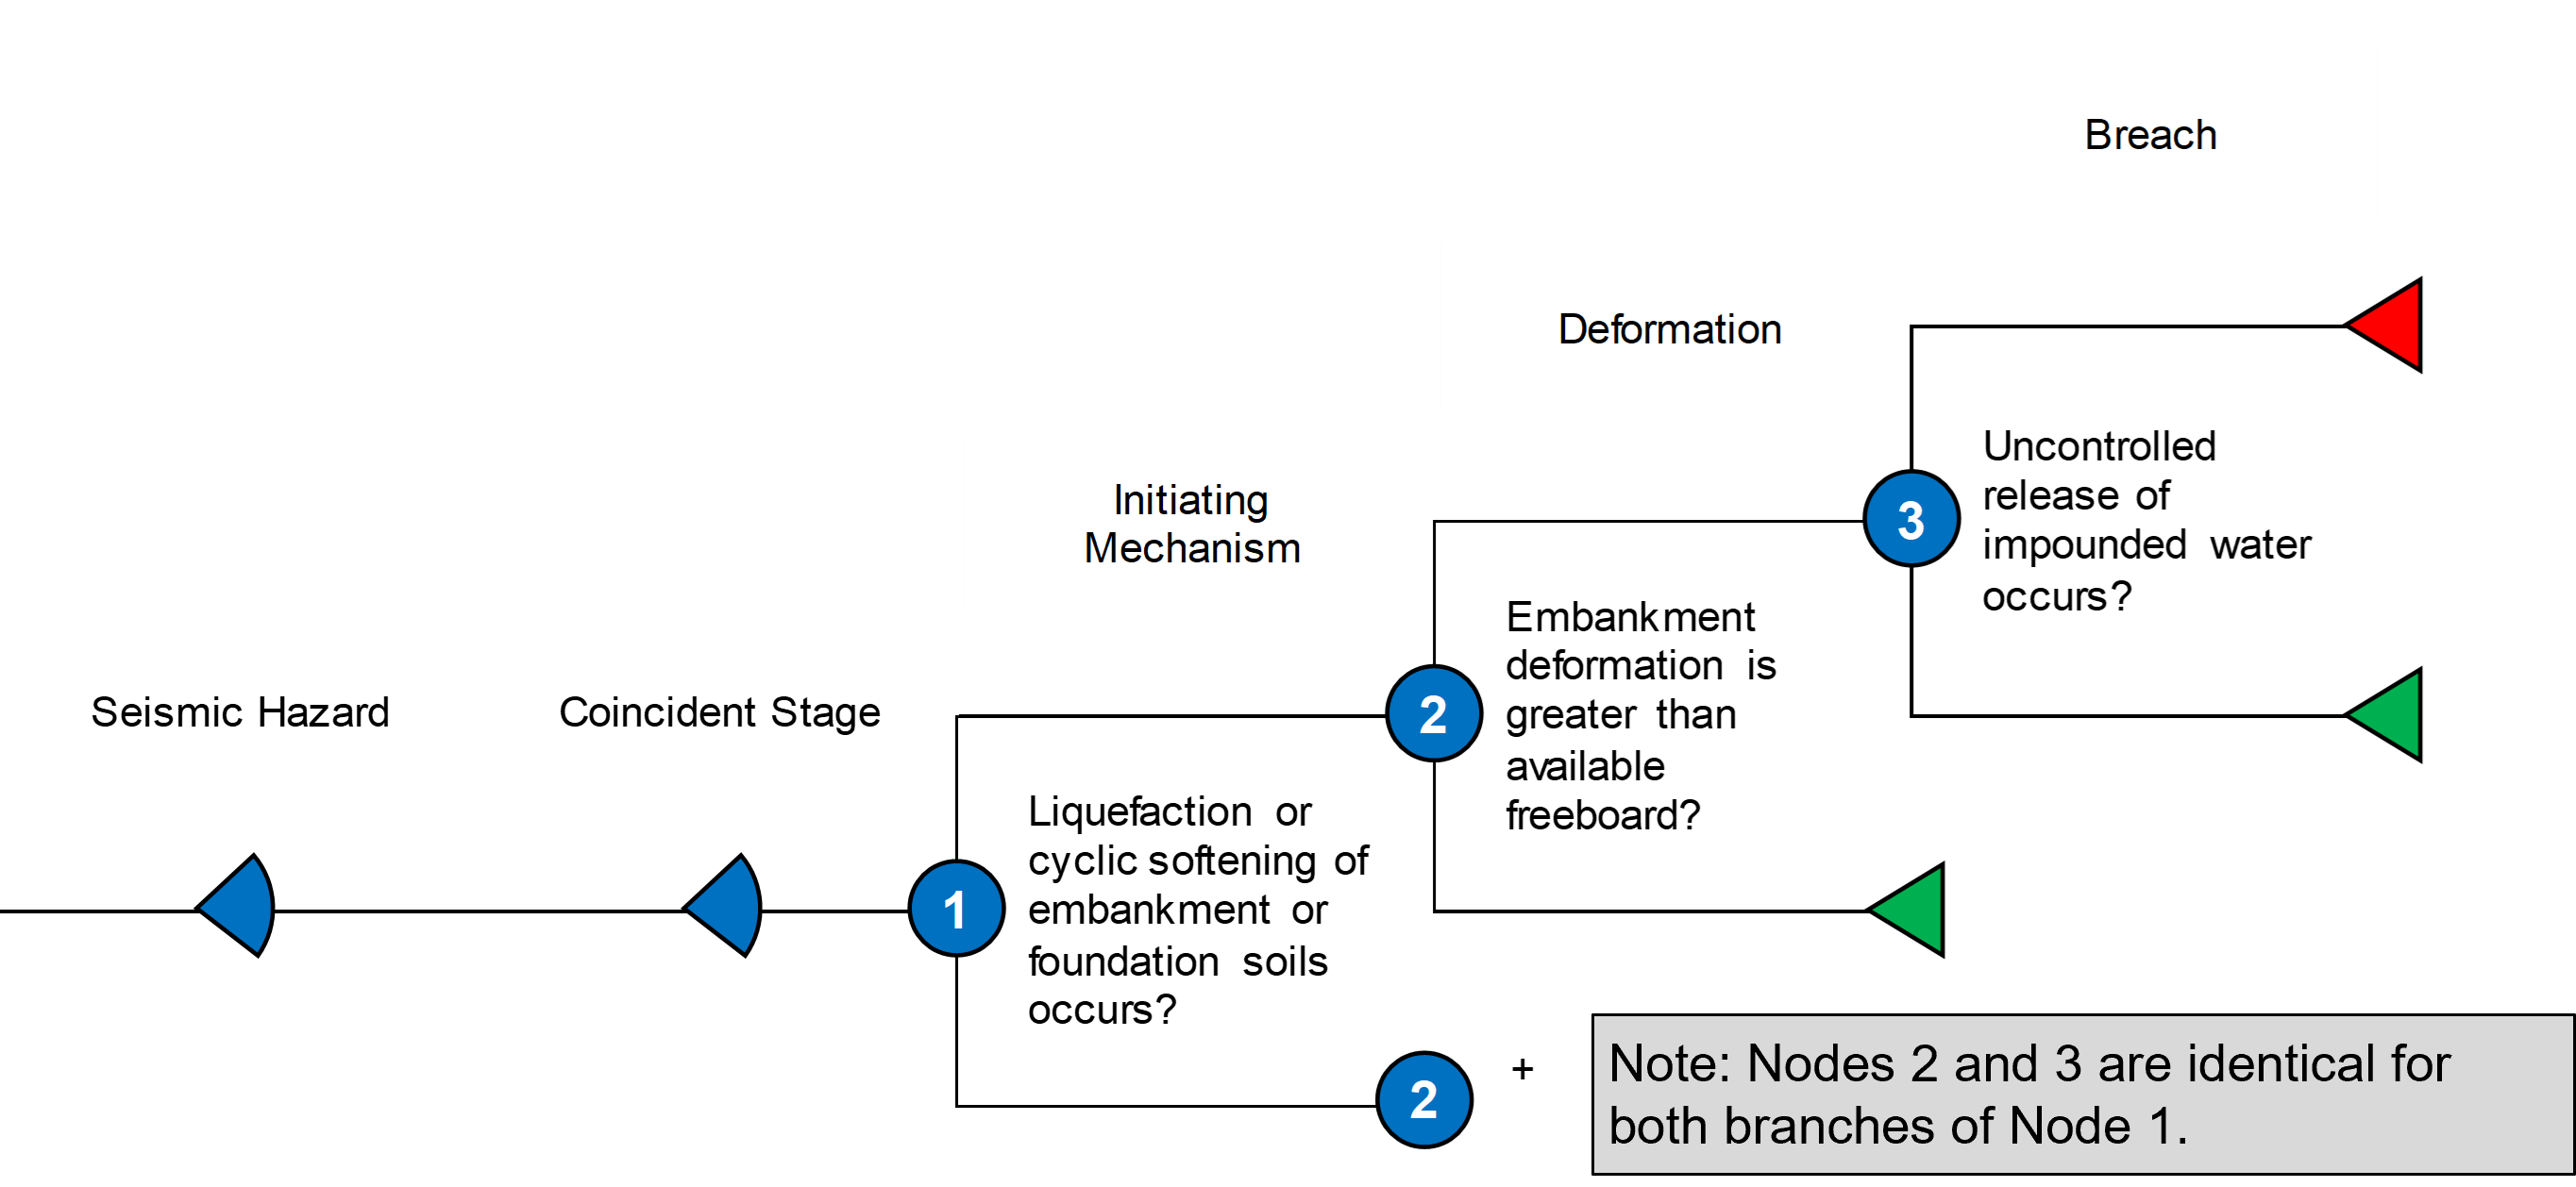 Breach
Deformation
Uncontrolled
release of
impounded water
occurs?
3
Initiating
Mechanism
Embankment
deformation is
greater than
available
freeboard?
2
Seismic Hazard
Coincident Stage
Liquefaction or
cyclic softening of
embankment or
foundation soils
occurs?
1
2
+
Note: Nodes 2 and 3 are identical for
both branches of Node 1.